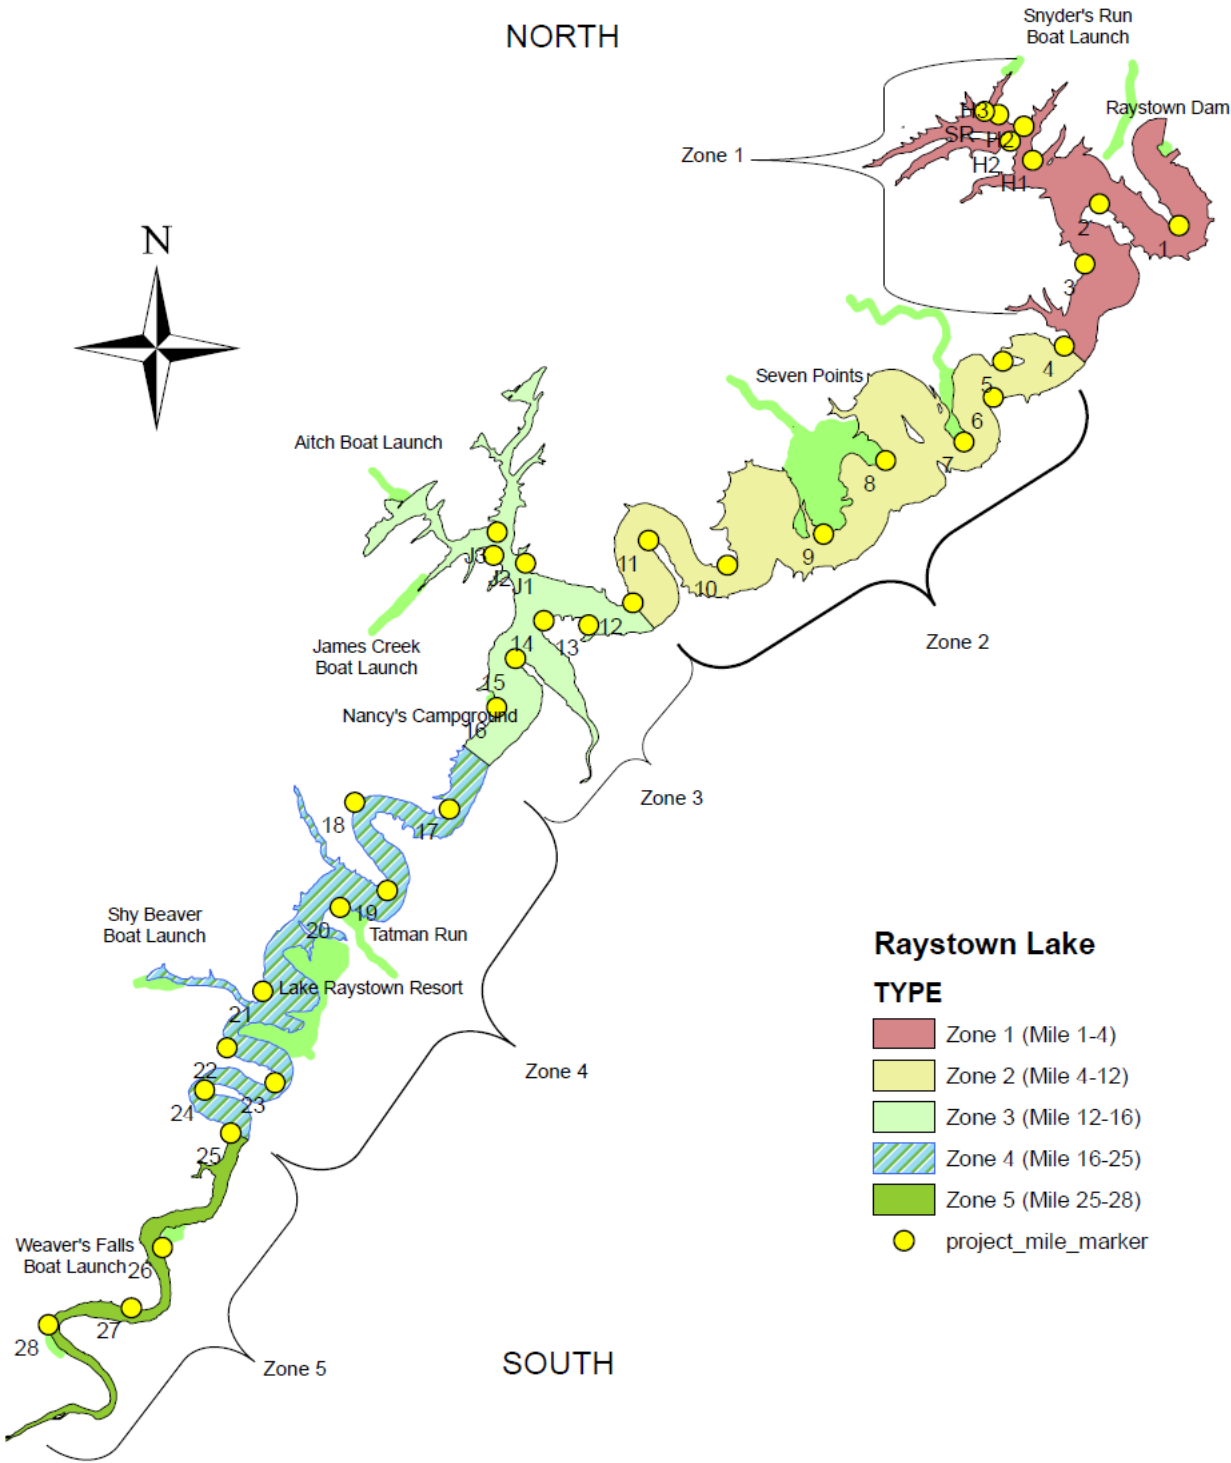 NORTH
Snyder's Run
Boat Launch
Raystown Dam
Zone 1
H3
SR
H2
H2
H1
2
1
3
N
4
Seven Points
5
6
7
8
9
Aitch Boat Launch
11
10
J3
J2
J1
12
13
14
James Creek
Boat Launch
Zone 2
15
Nancy's Campground
16
Zone 3
18
17
19
20
Tatman Run
Shy Beaver
Boat Launch
Lake Raystown Resort
21
22
23
24
Zone 4
25
Weaver's Falls
Boat Launch
26
27
28
Zone 5
SOUTH
Raystown Lake
TYPE
Zone 1 (Mile 1-4)
Zone 2 (Mile 4-12)
Zone 3 (Mile 12-16)
Zone 4 (Mile 16-25)
Zone 5 (Mile 25-28)
project_mile_marker